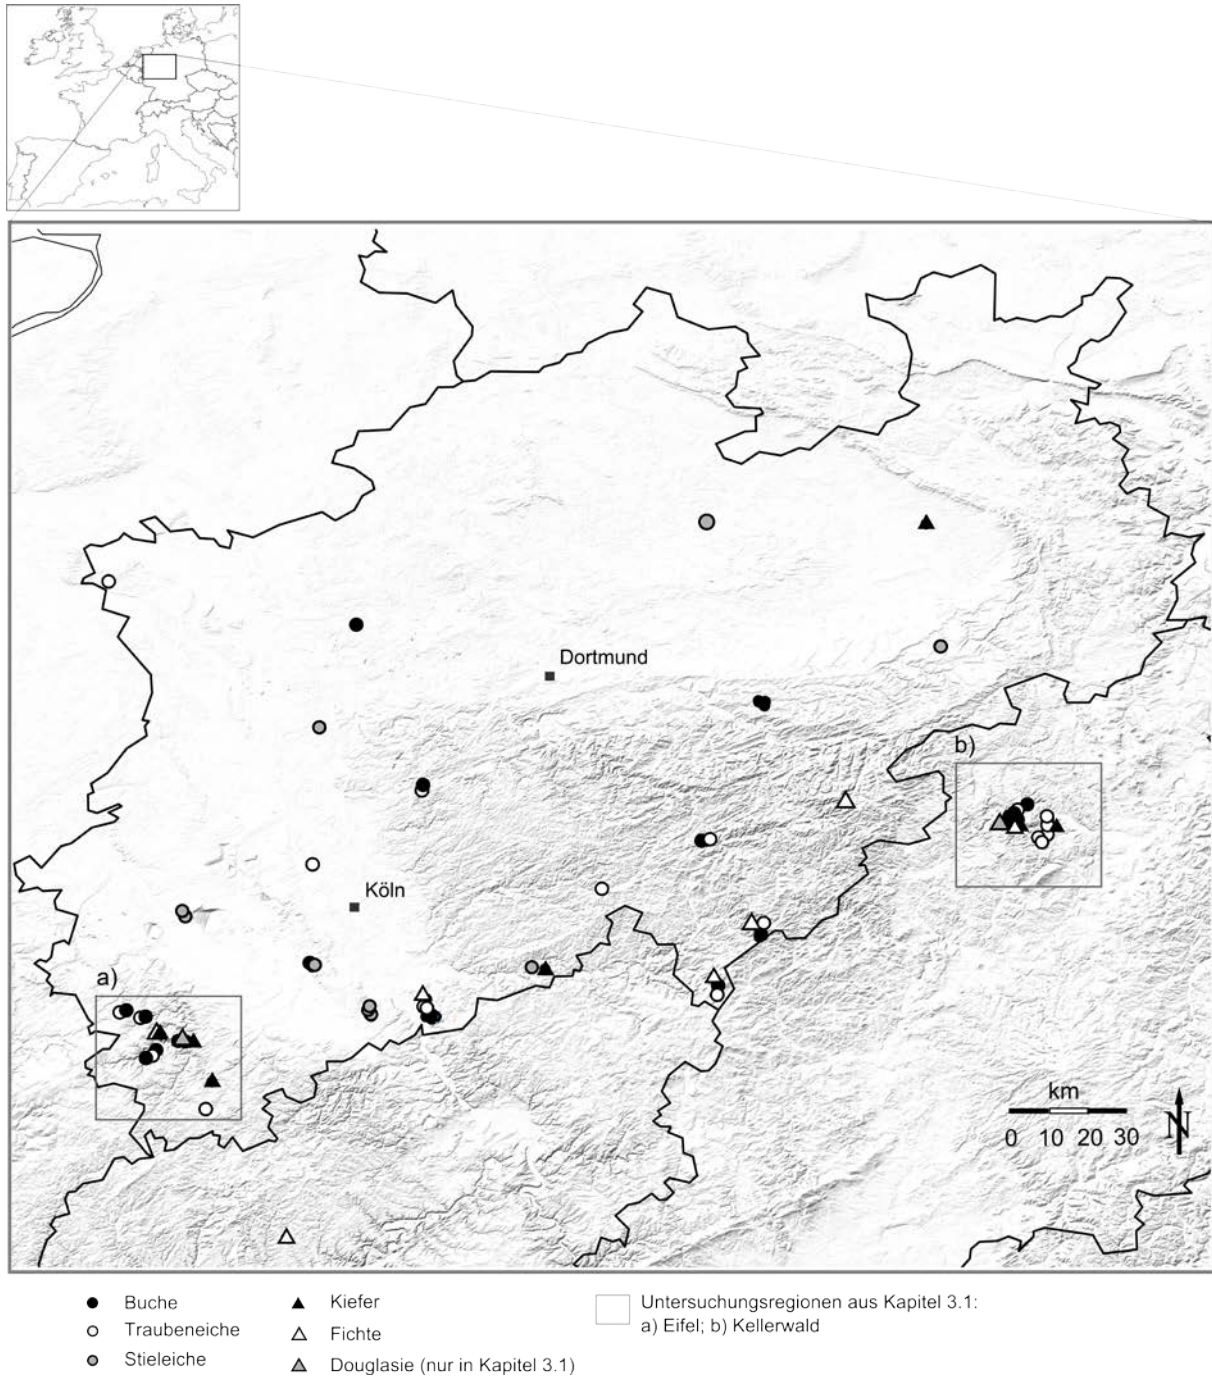 Dortmund
b)
Köln
a)
km
0 10 20 30
N
Buche
Traubeneiche
Stieleiche
Kiefer
Fichte
Douglasie (nur in Kapitel 3.1)
Untersuchungsregionen aus Kapitel 3.1:
a) Eifel; b) Kellerwald